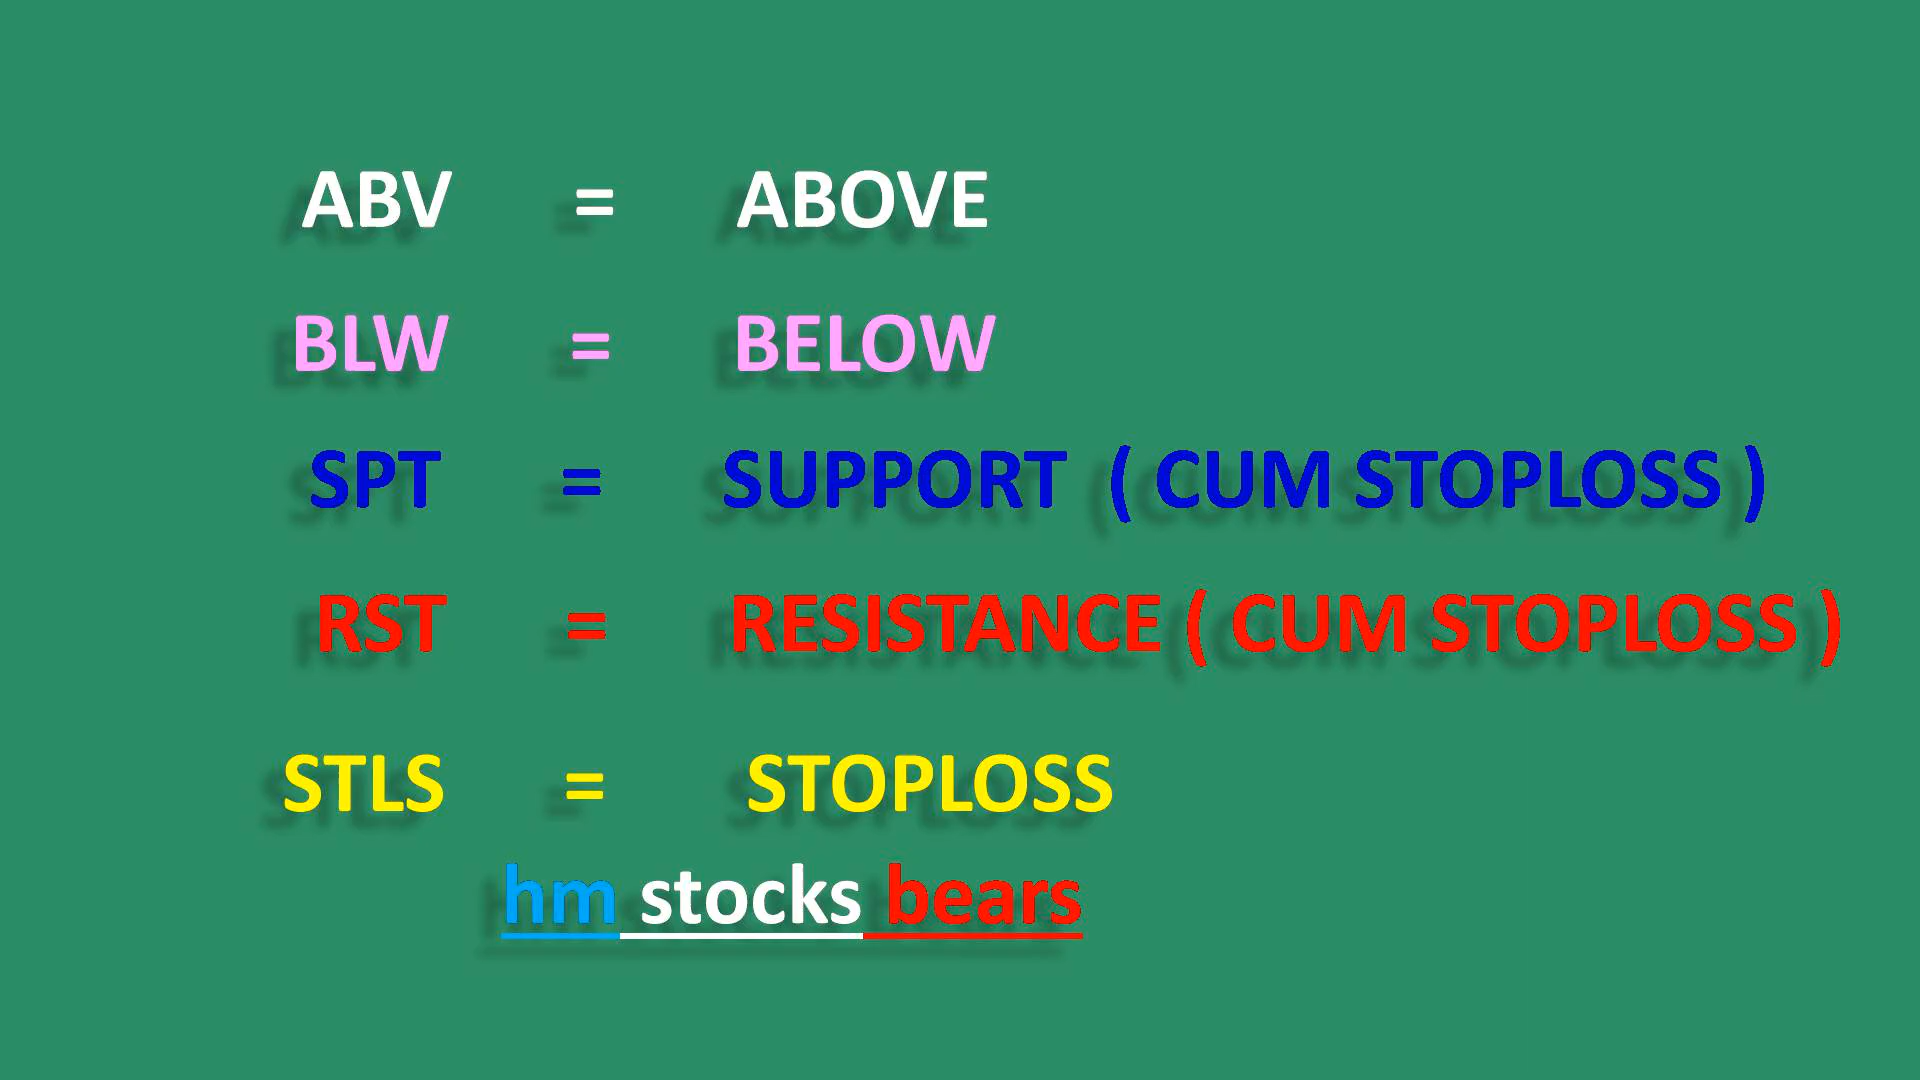 ABV = ABOVE
BLW = BELOW
SPT = SUPPORT ( CUM STOPLOSS )
RST = RESISTANCE ( CUM STOPLOSS )
STLS = STOPLOSS
hm stocks bears